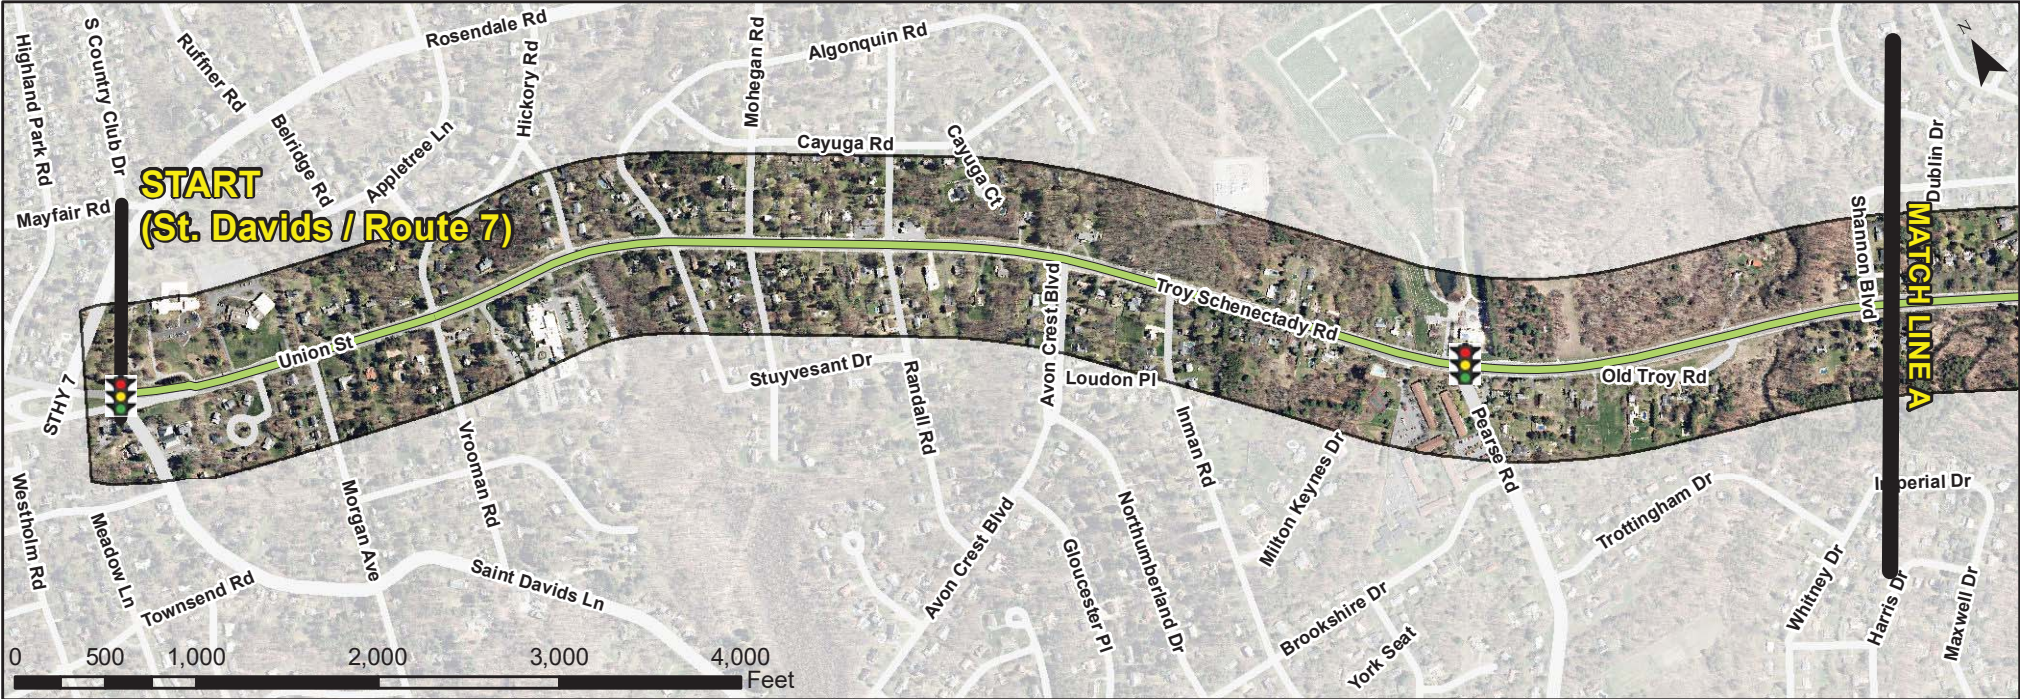 Highland Park Rd
S Country Club Dr
Ruffner Rd
Rosendale Rd
Hickory Rd
Mohegan Rd
Algonquin Rd
N
Belridge Rd
Appletree Ln
Cayuga Rd
Cayuga Ct
Dublin Dr
Mayfair Rd
START
(St. Davids / Route 7)
Shannon Blvd
MATCH LINE A
Union St
Avon Crest Blvd
Troy Schenectady Rd
STHY 7
Stuyvesant Dr
Randall Rd
Loudon Pl
Old Troy Rd
Inman Rd
Milton Keynes Dr
Pearse Rd
Westholm Rd
Meadow Ln
Morgan Ave
Vrooman Rd
Avon Crest Blvd
Northumberland Dr
Gloucester Pl
Trottingham Dr
Imperial Dr
Townsend Rd
Saint Davids Ln
Brookshire Dr
York Seat
Whitney Dr
Harris Dr
Maxwell Dr
0 500 1,000 2,000 3,000 4,000
Feet